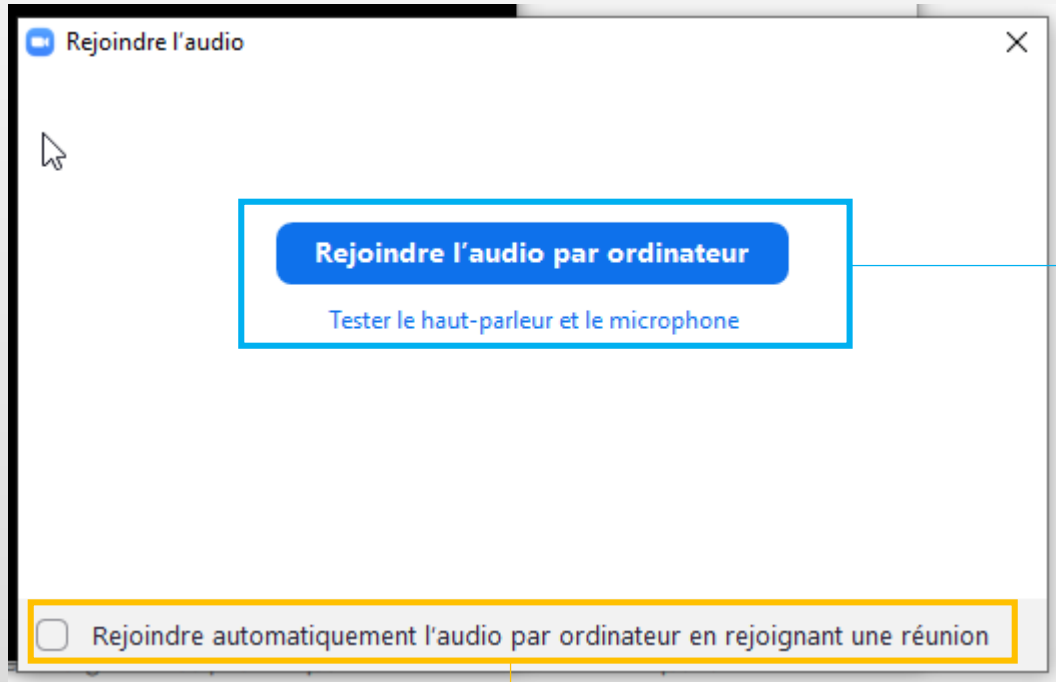 Rejoindre l'audio
Rejoindre l’audio par ordinateur
Tester le haut-parleur et le microphone
Rejoindre automatiquement l'audio par ordinateur en rejoignant une réunion